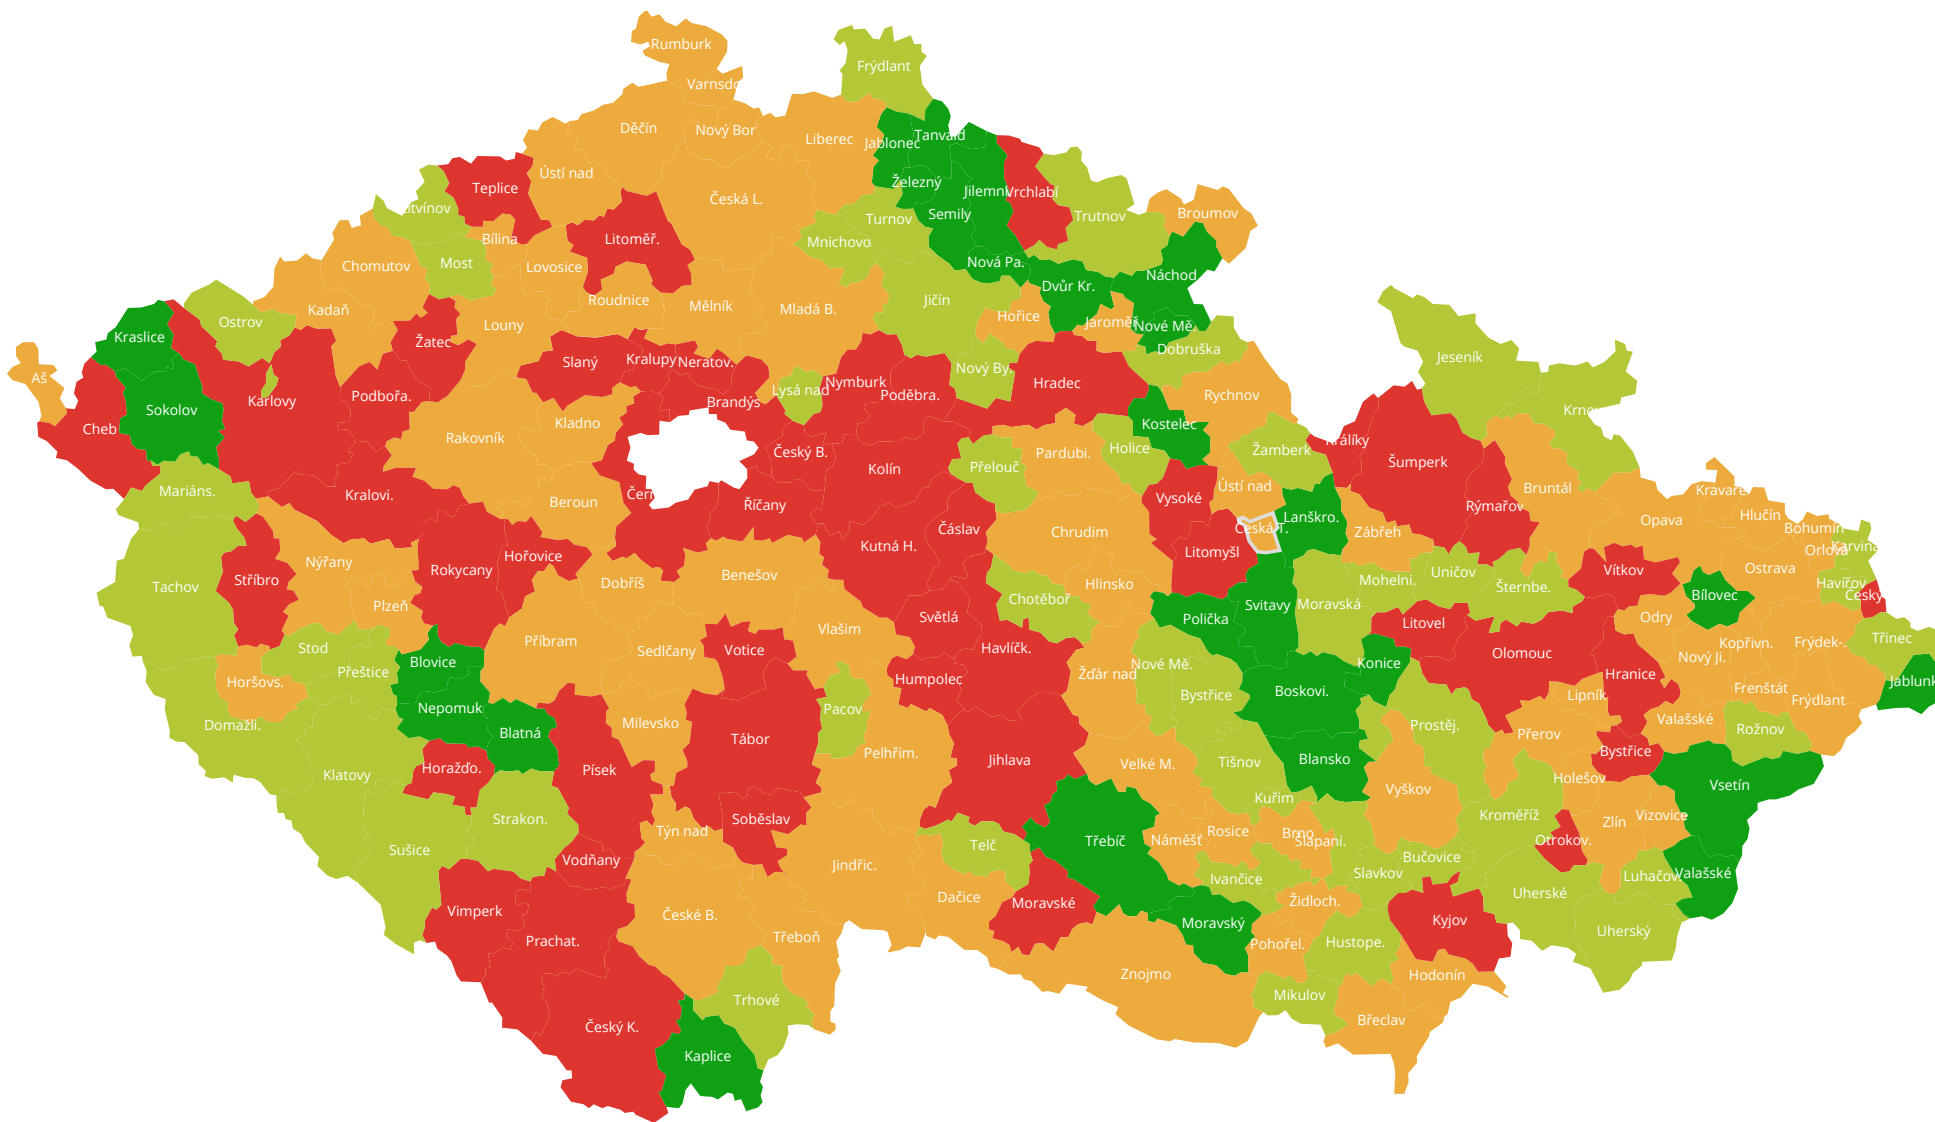 Rumburk
Frýdlant
Varnsdo
Děčín
Nový Bor
Liberec
Jablonec
Tanvald
Ústí nad
Teplice
Železný
Jilemni
Vrchlabí
Česká L.
Litvínov
Turnov
Semily
Trutnov
Broumov
Bílina
Litoměř.
Mnichovo
Chomutov
Most
Lovosice
Nová Pa.
Náchod
Dvůr Kr.
Kadaň
Roudnice
Mělník
Mladá B.
Jičín
Hořice
Jaroměř
Nové Mě.
Ostrov
Louny
Kraslice
Žatec
Dobruška
Jeseník
Slaný
Kralupy
Neratov.
Nový By.
Aš
Nymburk
Lysá nad
Poděbra.
Hradec
Rychnov
Karlovy
Podbořa.
Brandýs
Sokolov
Krnov
Cheb
Kladno
Kostelec
Rakovník
Český B.
Pardubi.
Holice
Žamberk
Králíky
Kolín
Přelouč
Šumperk
Mariáns.
Kralovi.
Čern
Ústí nad
Bruntál
Kravaře
Beroun
Říčany
Vysoké
Rýmařov
Lanškro.
Opava
Hlučín
Čáslav
Chrudim
Česká T.
Zábřeh
Bohumín
Kutná H.
Litomyšl
Orlová
Karviná
Hořovice
Nýřany
Rokycany
Benešov
Uničov
Vítkov
Ostrava
Stříbro
Tachov
Dobříš
Hlinsko
Mohelni.
Šternbe.
Havířov
Český
Plzeň
Chotěboř
Svitavy
Moravská
Bílovec
Světlá
Polička
Odry
Vlašim
Litovel
Příbram
Stod
Sedlčany
Votice
Havlíčk.
Olomouc
Kopřivn.
Frýdek-.
Třinec
Blovice
Přeštice
Nové Mě.
Konice
Nový Ji.
Horšovs.
Humpolec
Žďár nad
Hranice
Jablunk
Bystřice
Boskovi.
Lipník
Frenštát
Frýdlant
Nepomuk
Pacov
Domažli.
Milevsko
Prostěj.
Valašské
Rožnov
Blatná
Tábor
Přerov
Pelhřim.
Bystřice
Jihlava
Blansko
Horažďo.
Písek
Velké M.
Tišnov
Klatovy
Holešov
Vsetín
Vyškov
Kuřim
Strakon.
Soběslav
Kroměříž
Vizovice
Zlín
Týn nad
Rosice
Brno
Šlapani.
Náměšť
Třebíč
Otrokov.
Telč
Sušice
Bučovice
Vodňany
Jindřic.
Slavkov
Ivančice
Luhačov.
Valašské
Uherské
Dačice
Židloch.
Moravské
Vimperk
České B.
Kyjov
Moravský
Uherský
Třeboň
Prachat.
Hustope.
Pohořel.
Znojmo
Hodonín
Mikulov
Trhové
Břeclav
Český K.
Kaplice